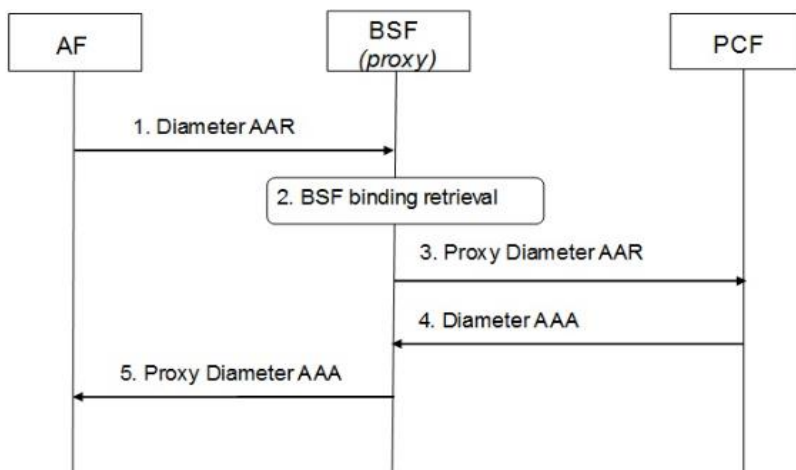 AF
BSF
(proxy)
PCF
1. Diameter AAR
2. BSF binding retrieval
3. Proxy Diameter AAR
4. Diameter AAA
5. Proxy Diameter AAA